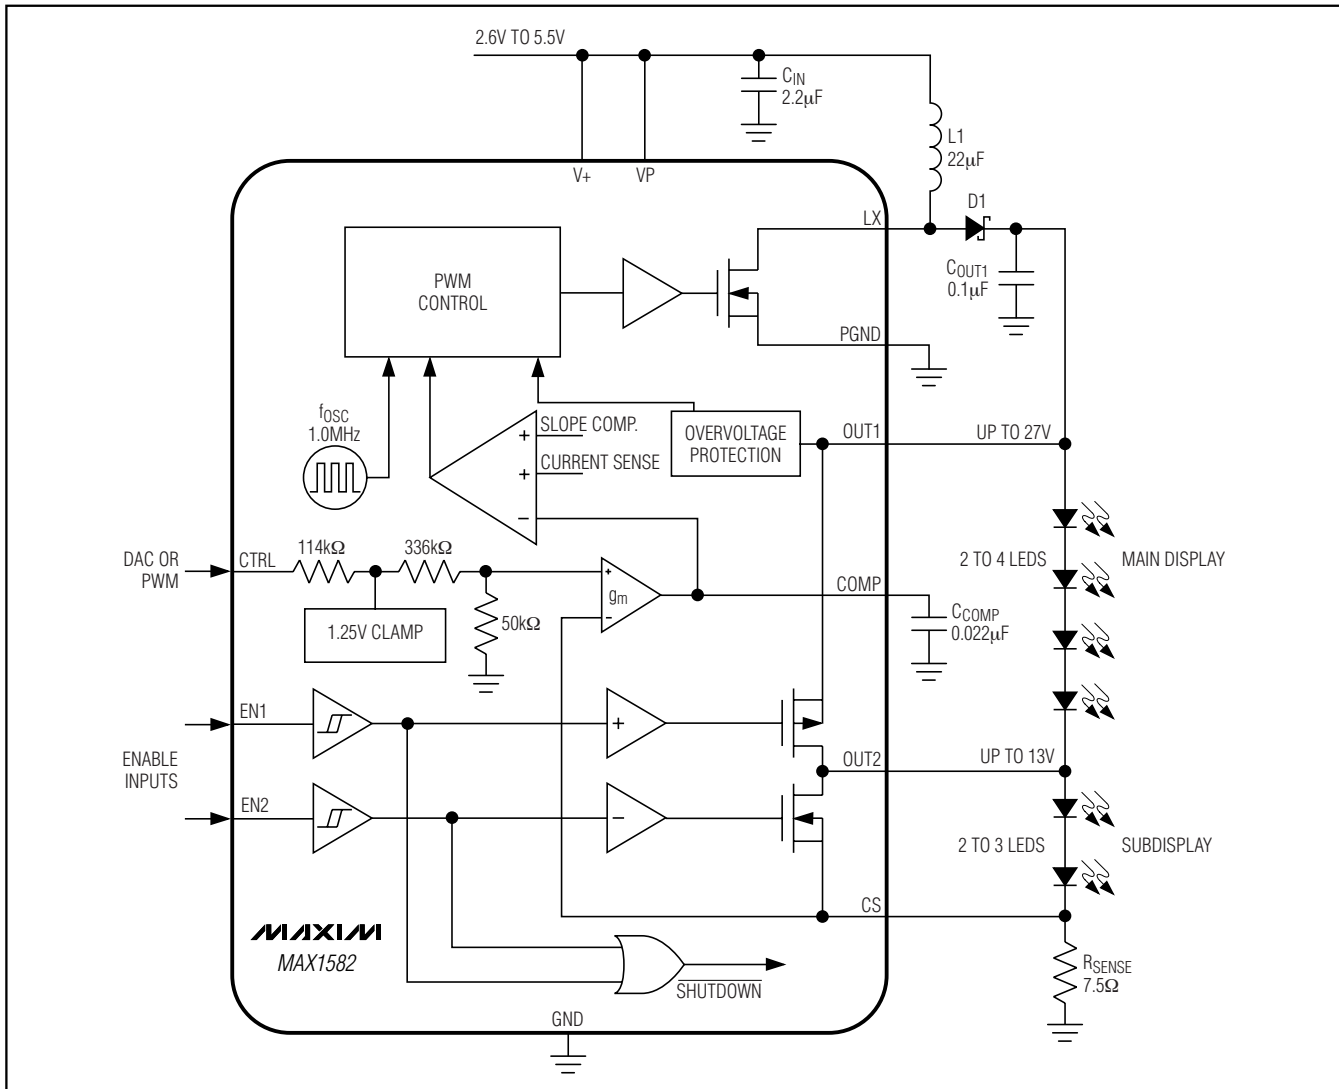 2.6V TO 5.5V
CIN
2.2µF
L1
22µF
V+
VP
D1
LX
PWM
CONTROL
COUT1
0.1µF
PGND
fOSC
1.0MHz
+
SLOPE COMP.
+
CURRENT SENSE
−
OVERVOLTAGE
PROTECTION
OUT1
UP TO 27V
DAC OR
PWM
CTRL
114kΩ
336kΩ
1.25V CLAMP
50kΩ
+
gm
-
COMP
CCOMP
0.022µF
2 TO 4 LEDS
MAIN DISPLAY
EN1
+
ENABLE
INPUTS
OUT2
UP TO 13V
EN2
−
2 TO 3 LEDS
SUBDISPLAY
CS
MAXIM
MAX1582
SHUTDOWN
RSENSE
7.5Ω
GND